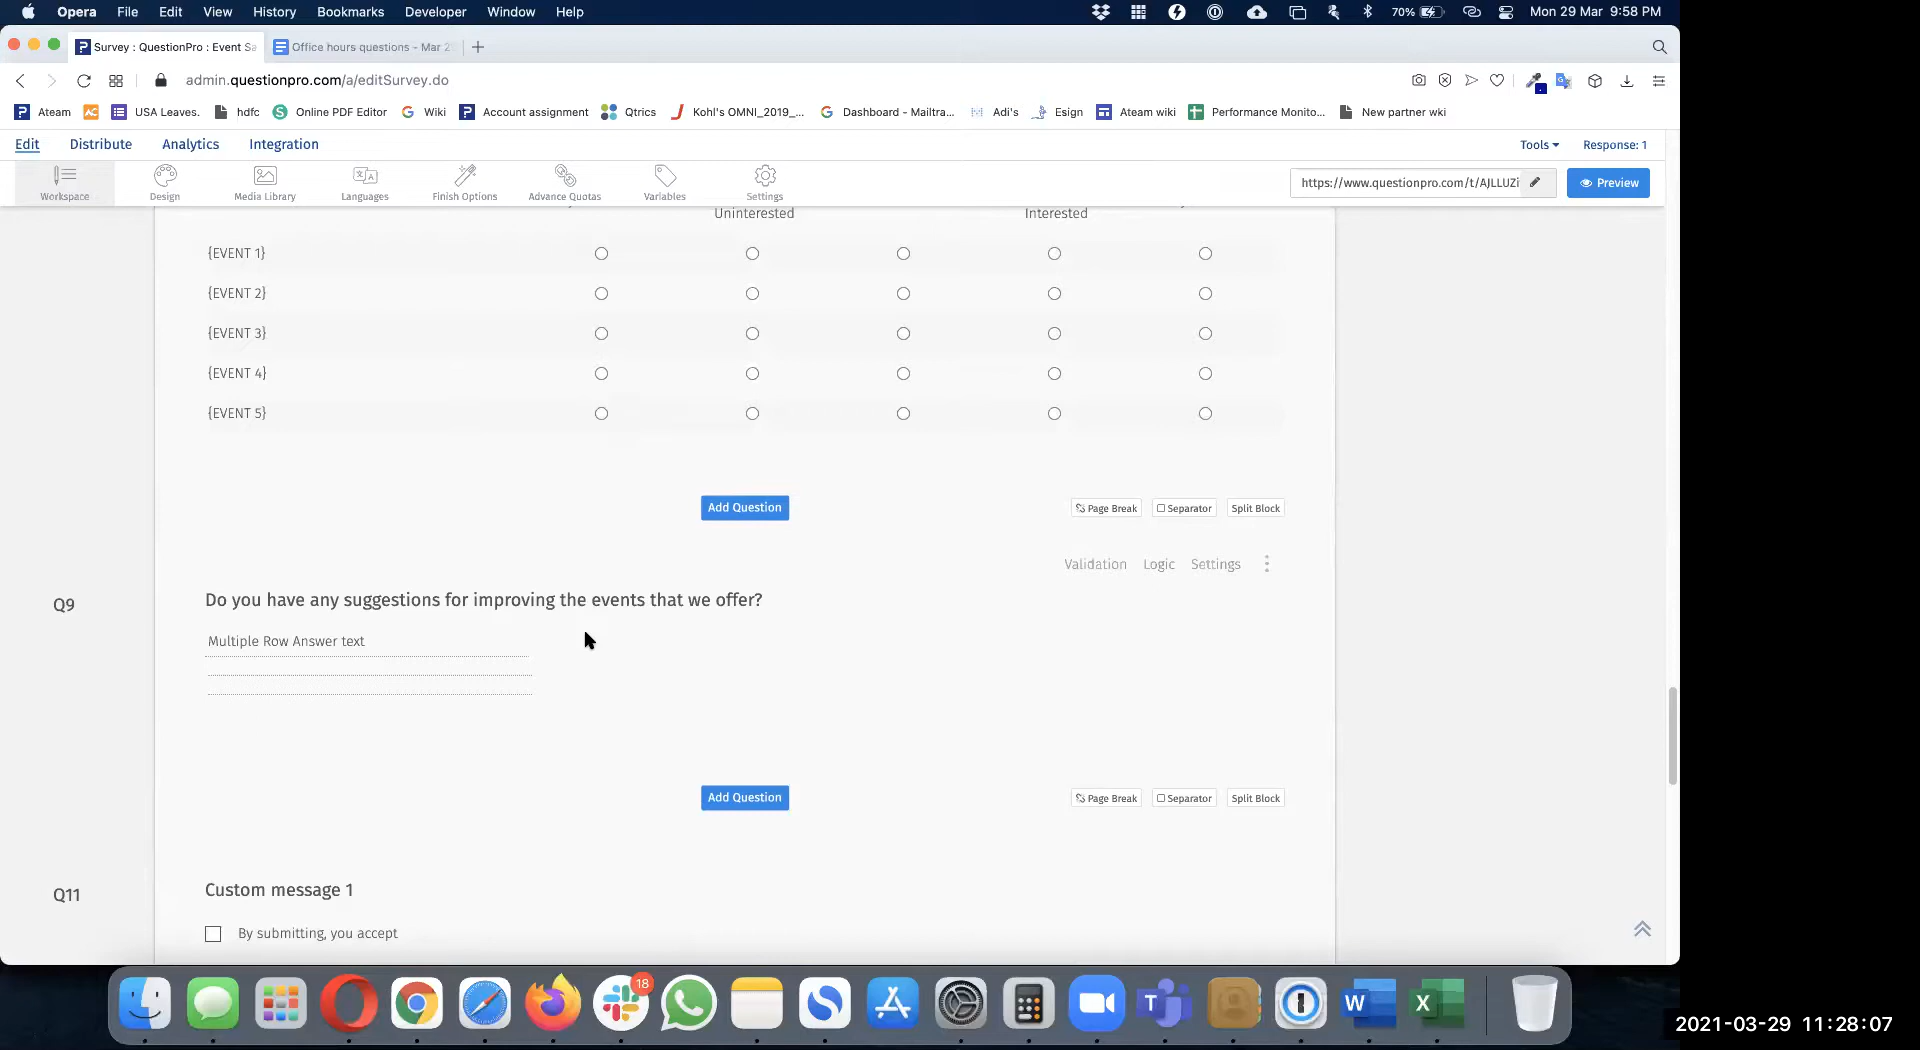 Opera File Edit View History Bookmarks Developer Window Help 70% Mon 29 Mar 9:58 PM
Survey : QuestionPro : Event Sa Office hours questions - Mar 2
admin.questionpro.com/a/editSurvey.do
Ateam USA Leaves. hdfc Online PDF Editor Wiki Account assignment Qtrics Kohl's OMNI_2019_... Dashboard - Mailtra... Adi's Esign Ateam wiki Performance Monito... New partner wki
Edit Distribute Analytics Integration Tools Response: 1
Workspace Design Media Library Languages Finish Options Advance Quotas Variables Settings https://www.questionpro.com/t/AJLLUZi Preview
Uninterested Interested
{EVENT 1}
{EVENT 2}
{EVENT 3}
{EVENT 4}
{EVENT 5}
Add Question Page Break Separator Split Block
Validation Logic Settings
Q9 Do you have any suggestions for improving the events that we offer?
Multiple Row Answer text
Add Question Page Break Separator Split Block
Q11 Custom message 1
By submitting, you accept
18
2021-03-29 11:28:07